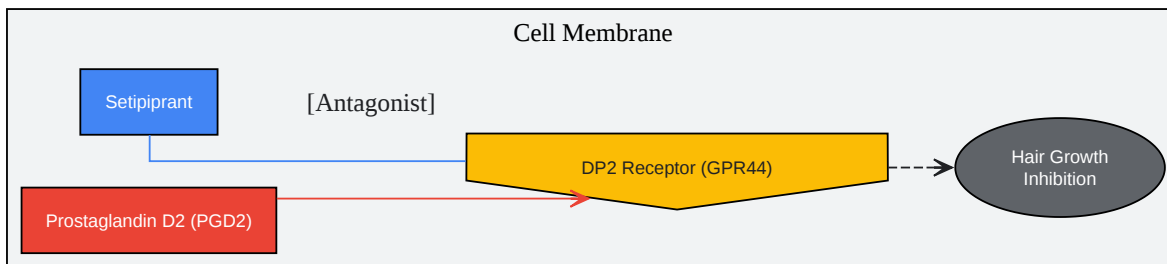 Cell Membrane
Setipiprant
[Antagonist]
DP2 Receptor (GPR44)
Hair Growth
Inhibition
Prostaglandin D2 (PGD2)